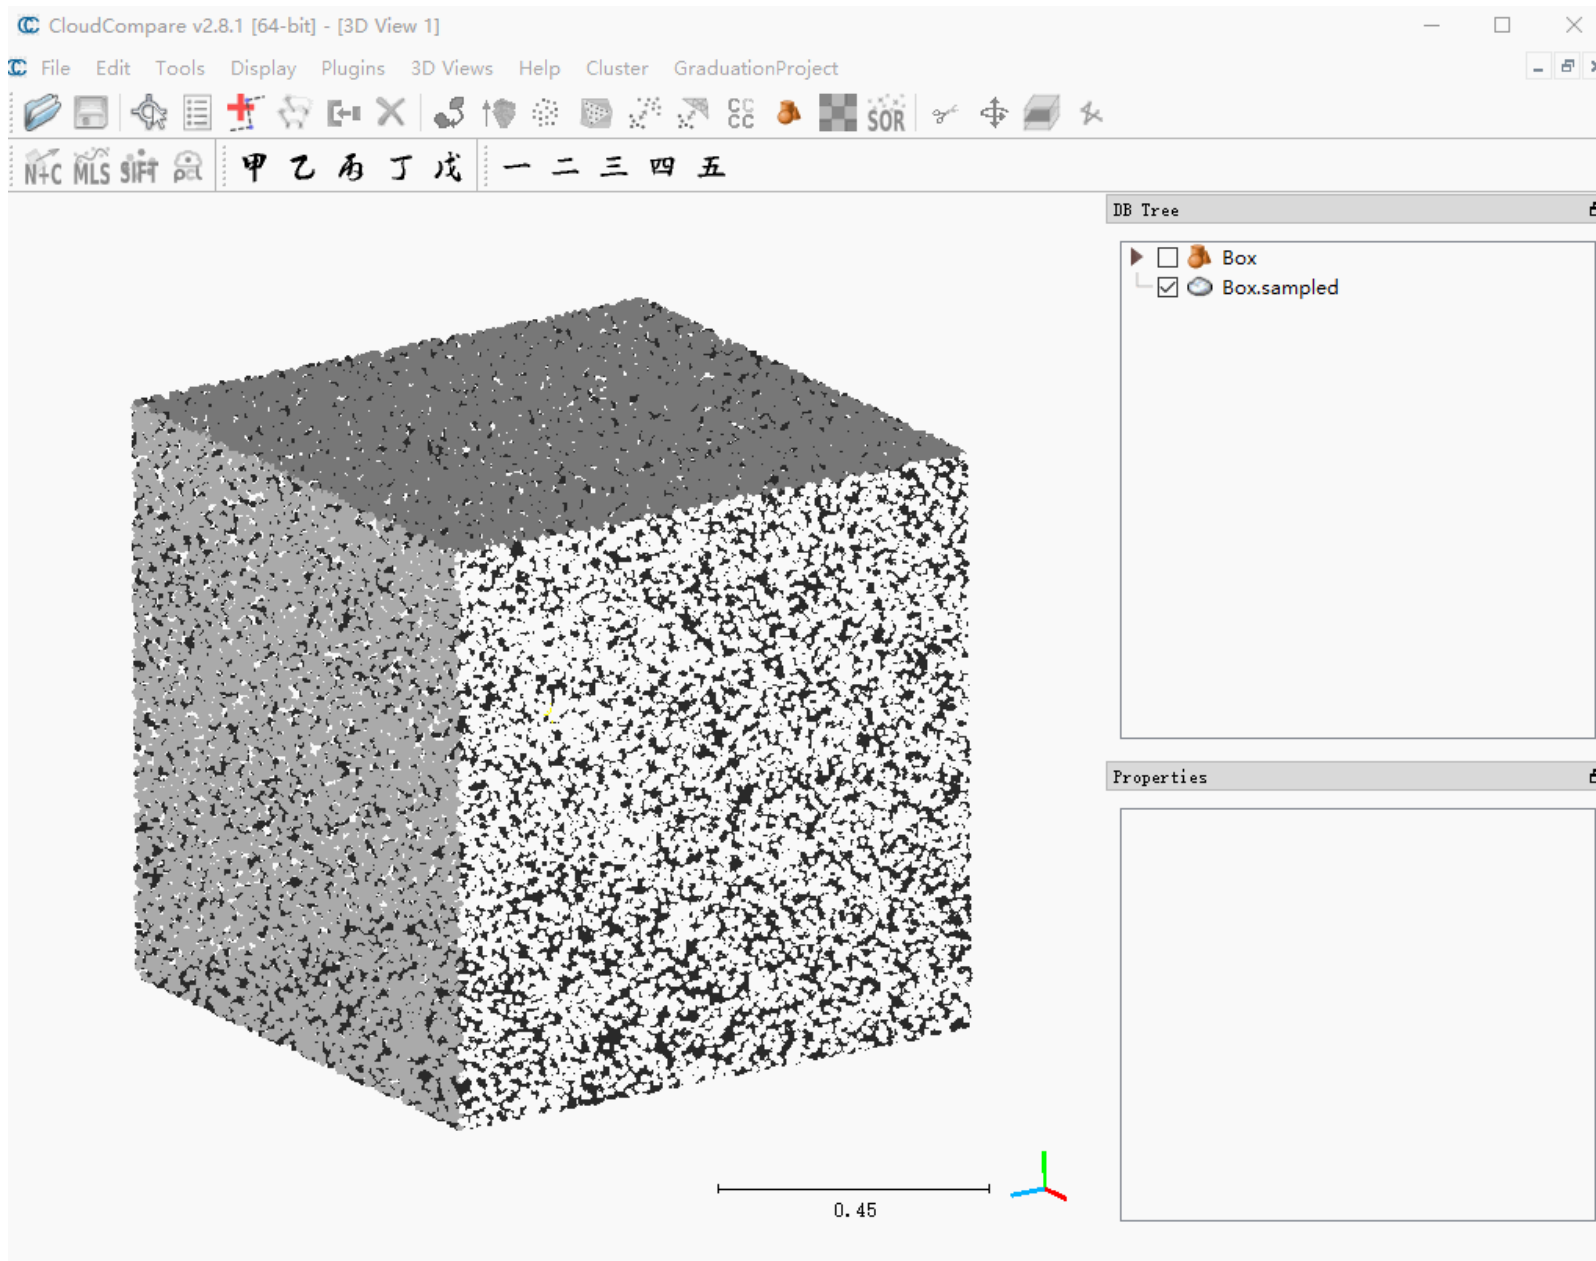 CloudCompare v2.8.1 [64-bit] - [3D View 1]
File Edit Tools Display Plugins 3D Views Help Cluster GraduationProject
CC CC SOR
N+C MLS SIFT pcl 甲 乙 丙 丁 戊 一 二 三 四 五
DB Tree
Box
Box.sampled
Properties
0.45